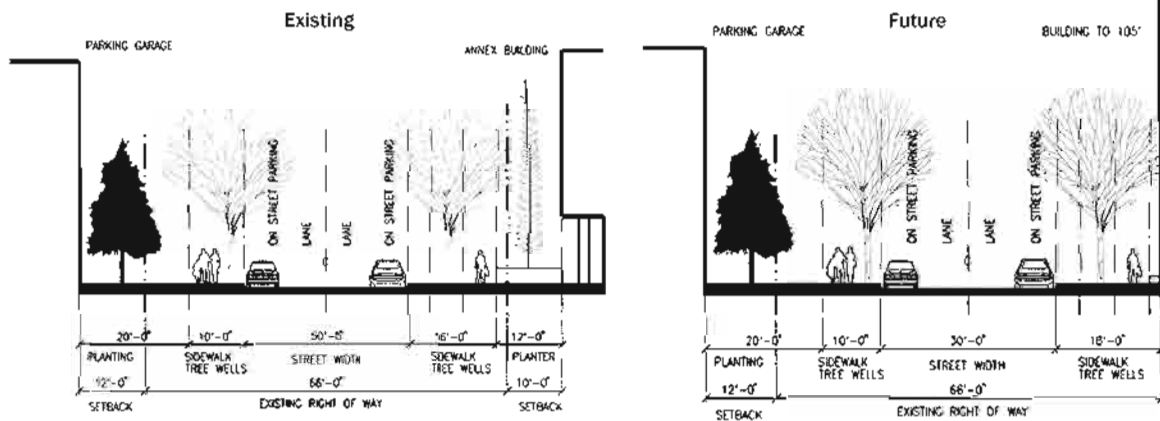 Existing
PARKING GARAGE
ANNEX BUILDING
ON STREET PARKING
LANE
LANE
ON STREET PARKING
20'-0"
10'-0"
16'-0"
12'-0"
PLANTING
SIDEWALK
TREE WELLS
STREET WIDTH
SIDEWALK
TREE WELLS
PLANTER
12'-0"
66'-0"
10'-0"
SETBACK
EXISTING RIGHT OF WAY
SETBACK
Future
PARKING GARAGE
BUILDING TO 105'
ON STREET PARKING
LANE
LANE
ON STREET PARKING
20'-0"
10'-0"
30'-0"
PLANTING
SIDEWALK
TREE WELLS
STREET WIDTH
SIDEWALK
TREE WELLS
12'-0"
66'-0"
SETBACK
EXISTING RIGHT OF WAY